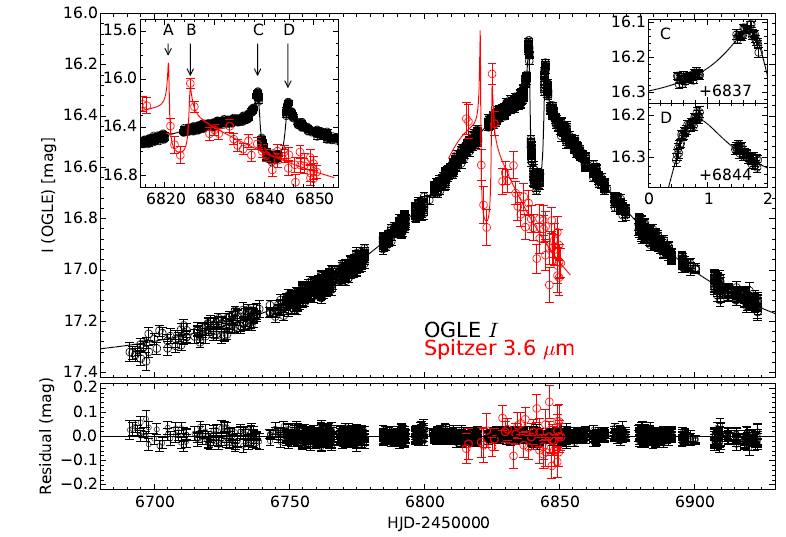 I (OGLE) [mag]
16.0
16.2
16.4
16.6
16.8
17.0
17.2
17.4
A B C D
15.6
16.0
16.4
16.8
6820 6830 6840 6850
C
16.1
16.2
16.3
+6837
D
16.2
16.3
+6844
0 1 2
OGLE I
Spitzer 3.6 μm
Residual (mag)
0.2
0.1
0.0
−0.1
−0.2
6700 6750 6800 6850 6900
HJD-2450000